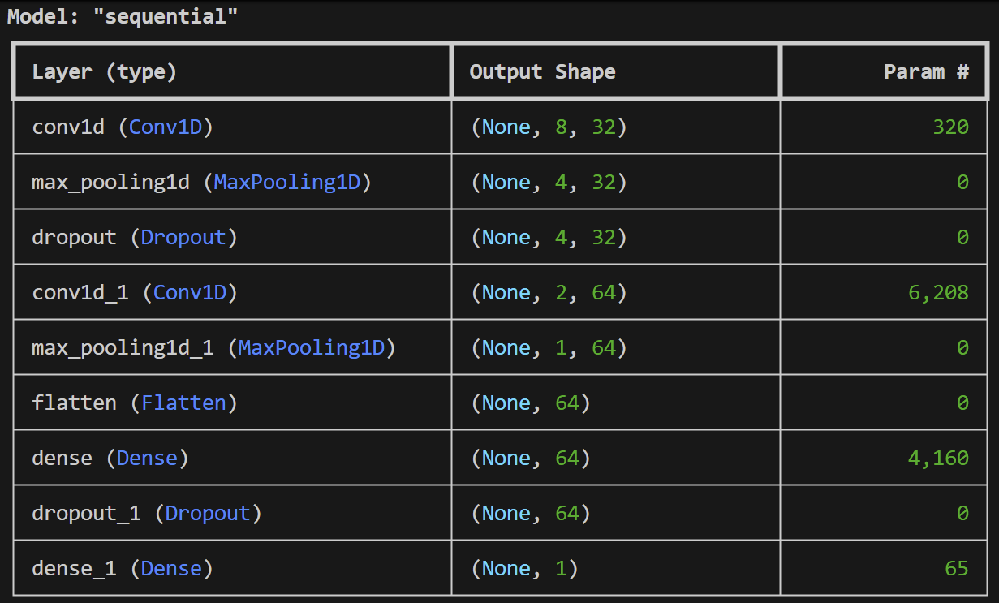 Model: "sequential"
Layer (type) Output Shape Param #
conv1d (Conv1D) (None, 8, 32) 320
max_pooling1d (MaxPooling1D) (None, 4, 32) 0
dropout (Dropout) (None, 4, 32) 0
conv1d_1 (Conv1D) (None, 2, 64) 6,208
max_pooling1d_1 (MaxPooling1D) (None, 1, 64) 0
flatten (Flatten) (None, 64) 0
dense (Dense) (None, 64) 4,160
dropout_1 (Dropout) (None, 64) 0
dense_1 (Dense) (None, 1) 65